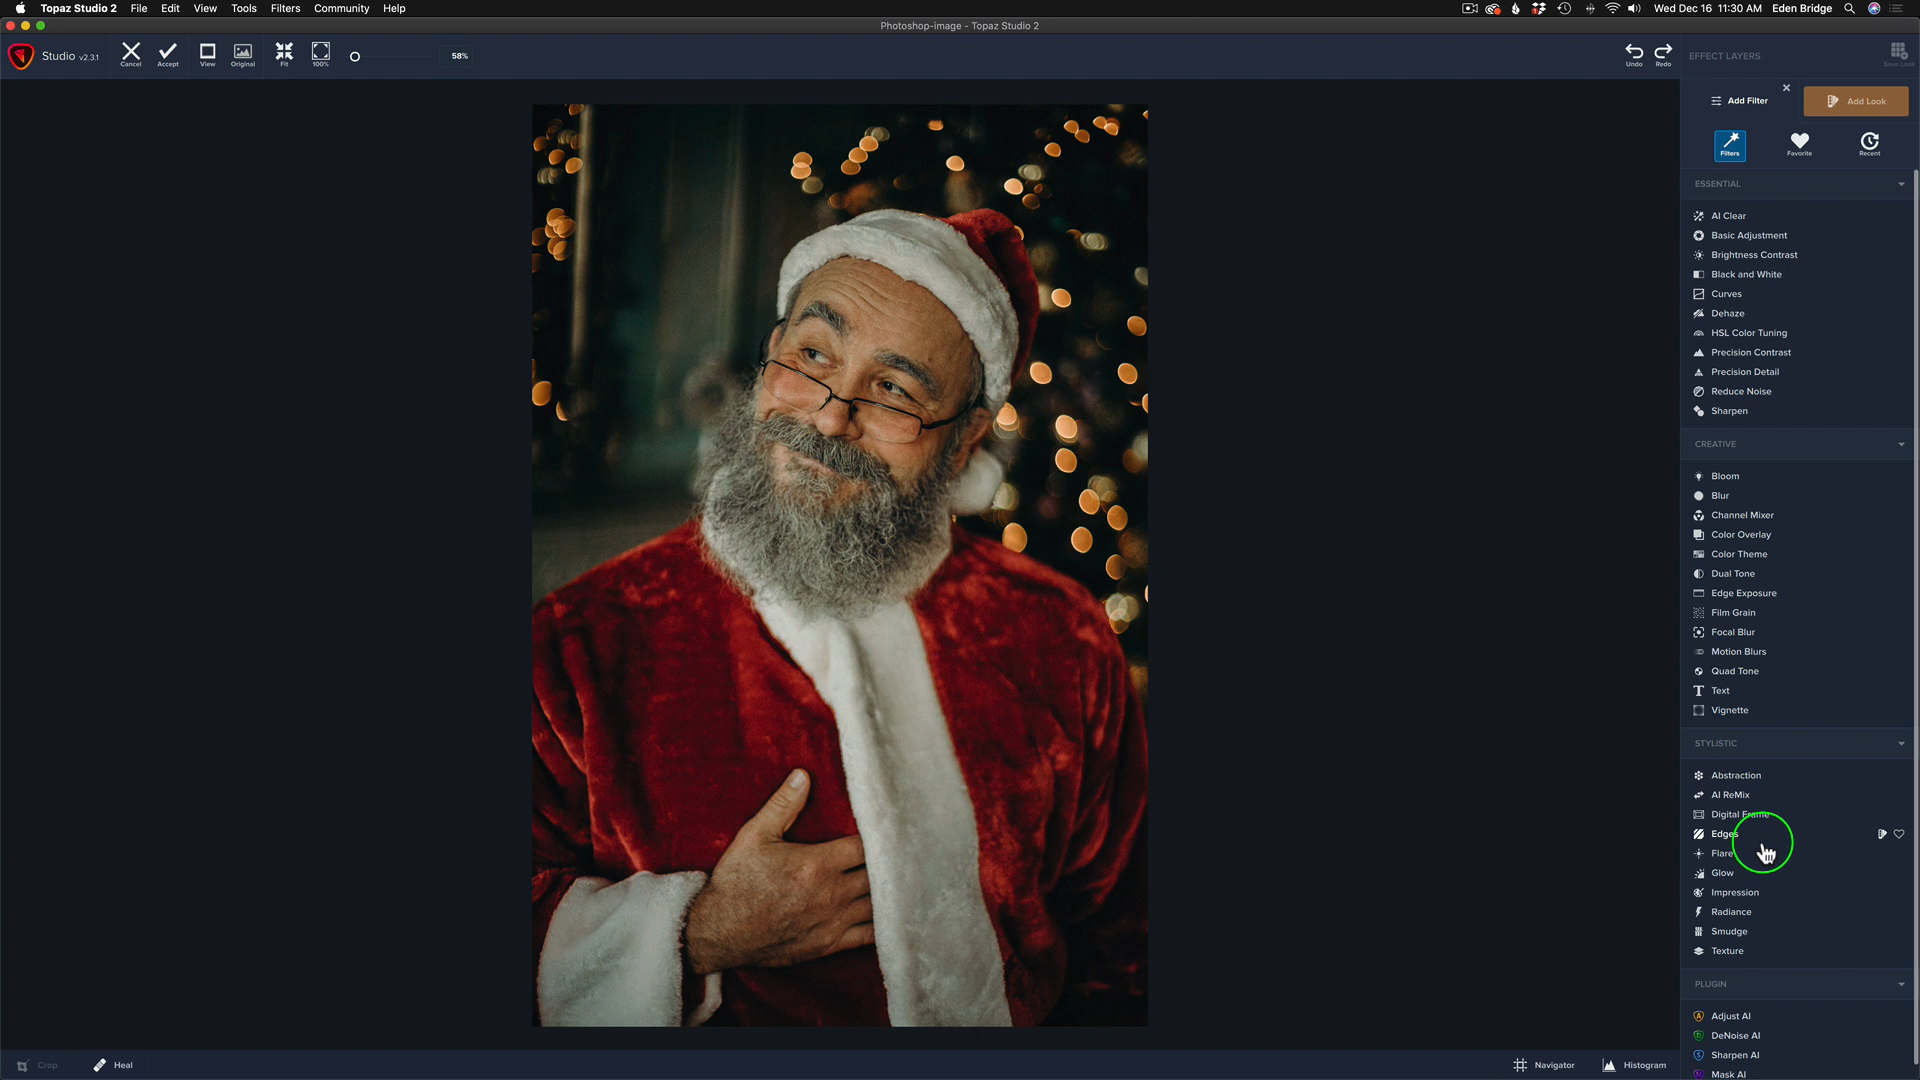 Topaz Studio 2 File Edit View Tools Filters Community Help Wed Dec 16 11:30 AM Eden Bridge
Photoshop-image - Topaz Studio 2
Studio v2.3.1 Cancel Accept View Original Fit 100% 58% Undo Redo EFFECT LAYERS Save Look
Add Filter Add Look
Filters Favorite Recent
ESSENTIAL
AI Clear
Basic Adjustment
Brightness Contrast
Black and White
Curves
Dehaze
HSL Color Tuning
Precision Contrast
Precision Detail
Reduce Noise
Sharpen
CREATIVE
Bloom
Blur
Channel Mixer
Color Overlay
Color Theme
Dual Tone
Edge Exposure
Film Grain
Focal Blur
Motion Blurs
Quad Tone
Text
Vignette
STYLISTIC
Abstraction
AI ReMix
Digital Frame
Edges
Flare
Glow
Impression
Radiance
Smudge
Texture
PLUGIN
Adjust AI
DeNoise AI
Sharpen AI
Mask AI
Crop Heal Navigator Histogram